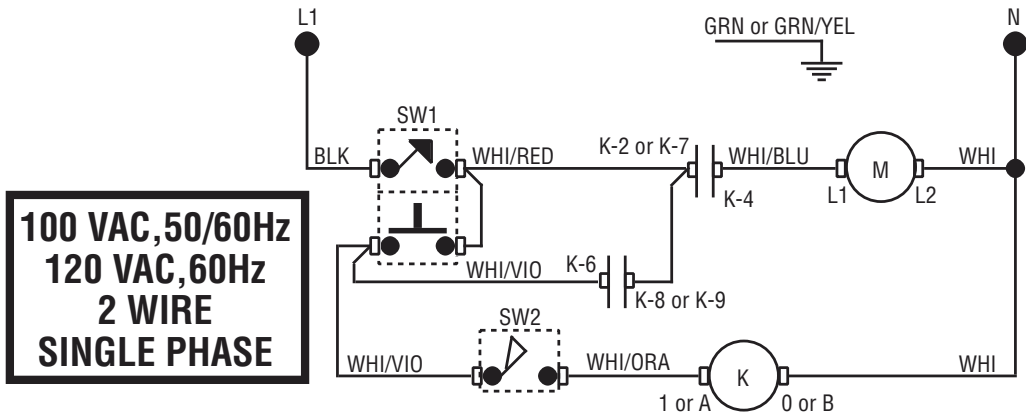 L1
GRN or GRN/YEL
N
SW1
BLK
WHI/RED
K-2 or K-7
WHI/BLU
M
WHI
L1
L2
K-4
100 VAC,50/60Hz
120 VAC,60Hz
2 WIRE
SINGLE PHASE
WHI/VIO
K-6
K-8 or K-9
SW2
WHI/VIO
WHI/ORA
K
WHI
1 or A
0 or B